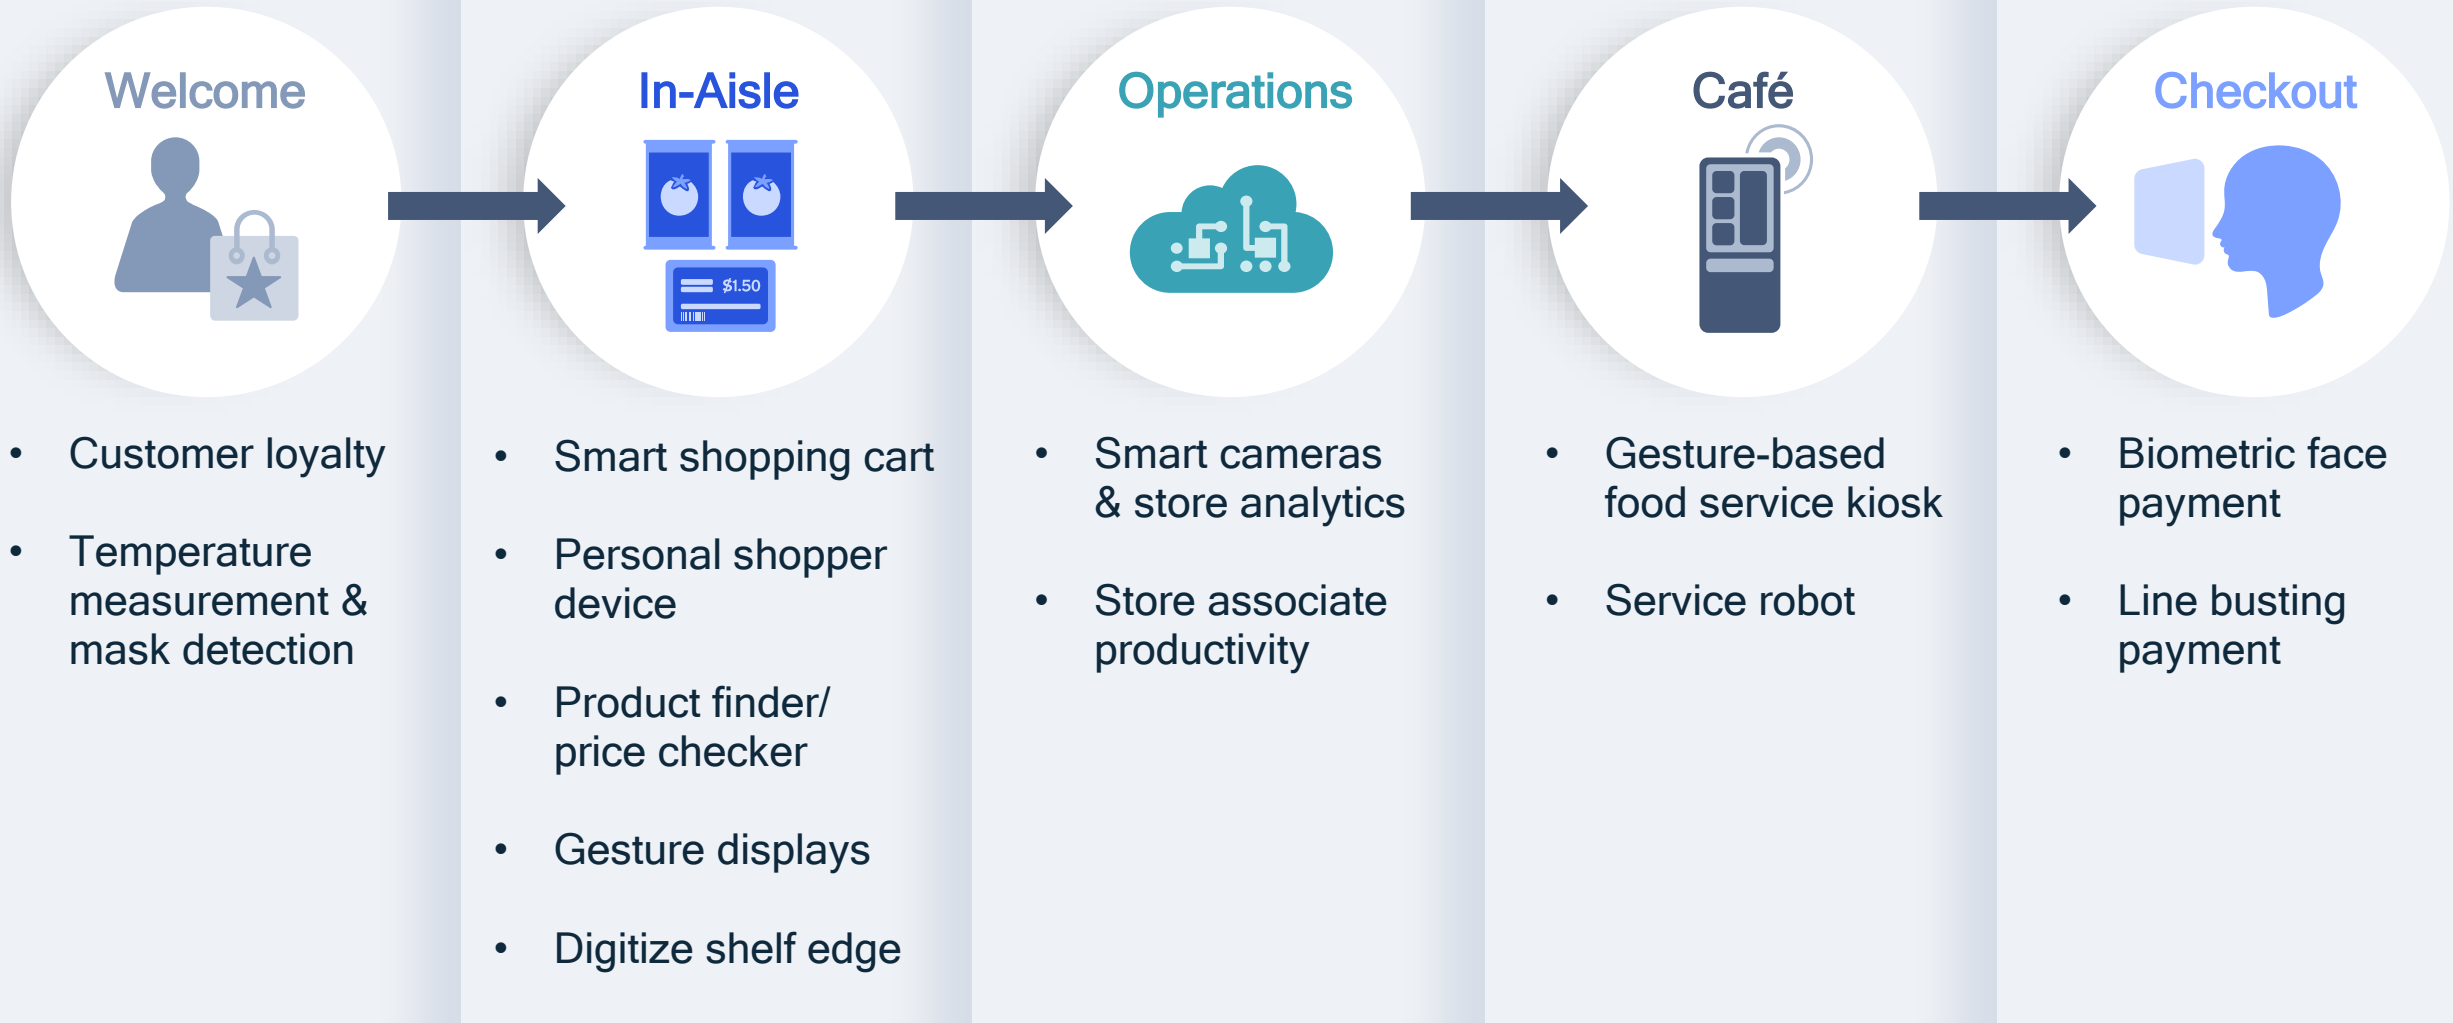 Welcome
In-Aisle
Operations
Café
Checkout
$1.50
• Customer loyalty
• Temperature
measurement &
mask detection
• Smart shopping cart
• Personal shopper
device
• Product finder/
price checker
• Gesture displays
• Digitize shelf edge
• Smart cameras
& store analytics
• Store associate
productivity
• Gesture-based
food service kiosk
• Service robot
• Biometric face
payment
• Line busting
payment